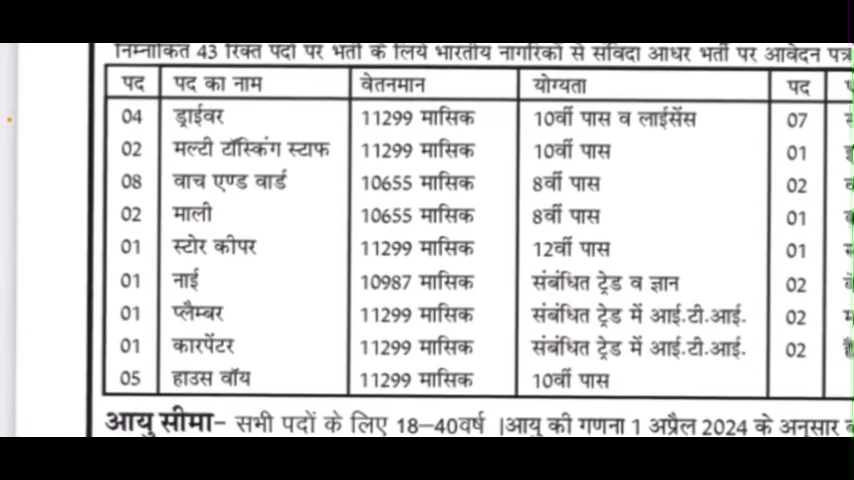 निम्नांकित 43 रिक्त पदों पर भर्ती के लिये भारतीय नागरिकों से संविदा आधर भर्ती पर आवेदन पत्र
पद पद का नाम वेतनमान योग्यता पद
04 ड्राईवर 11299 मासिक 10वीं पास व लाईसेंस 07
02 मल्टी टॉस्किंग स्टाफ 11299 मासिक 10वीं पास 01
08 वाच एण्ड वार्ड 10655 मासिक 8वीं पास 02
02 माली 10655 मासिक 8वीं पास 01
01 स्टोर कीपर 11299 मासिक 12वीं पास 01
01 नाई 10987 मासिक संबंधित ट्रेड व ज्ञान 02
01 प्लैम्बर 11299 मासिक संबंधित ट्रेड में आई.टी.आई. 02
01 कारपेंटर 11299 मासिक संबंधित ट्रेड में आई.टी.आई. 02
05 हाउस वॉय 11299 मासिक 10वीं पास
आयु सीमा- सभी पदों के लिए 18-40वर्ष ।आयु की गणना 1 अप्रैल 2024 के अनुसार